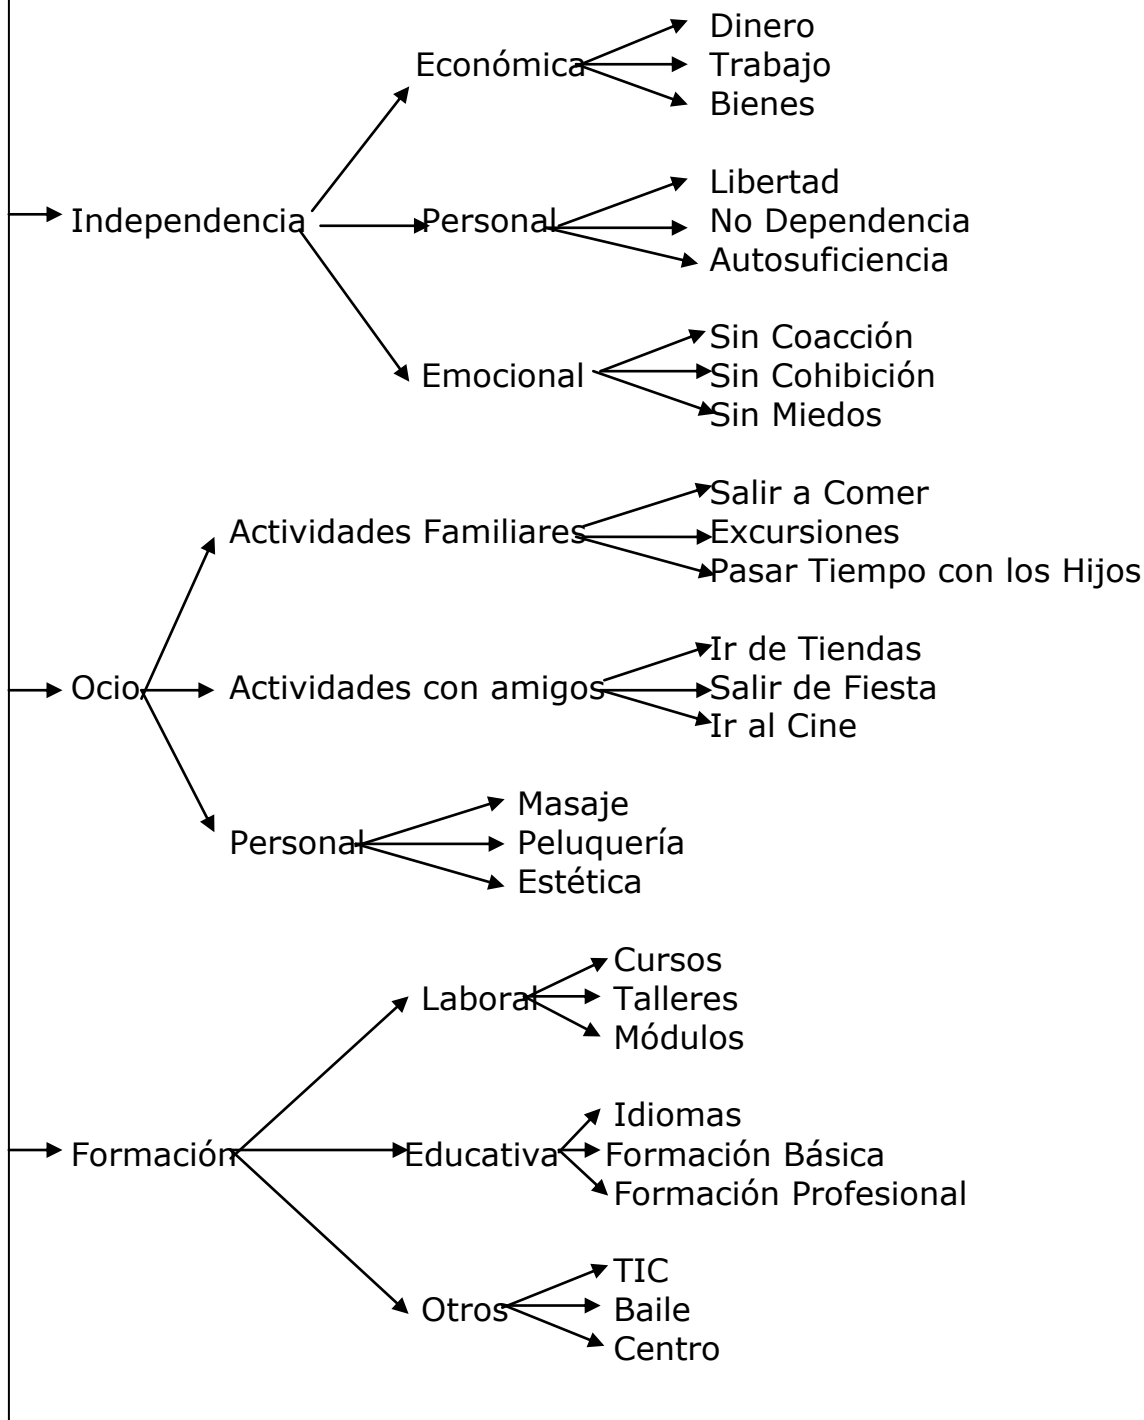 Dinero
Económica
Trabajo
Bienes
Libertad
Independencia
Personal
No Dependencia
Autosuficiencia
Sin Coacción
Emocional
Sin Cohibición
Sin Miedos
Salir a Comer
Actividades Familiares
Excursiones
Pasar Tiempo con los Hijos
Ir de Tiendas
Ocio
Actividades con amigos
Salir de Fiesta
Ir al Cine
Masaje
Personal
Peluquería
Estética
Cursos
Laboral
Talleres
Módulos
Idiomas
Formación
Educativa
Formación Básica
Formación Profesional
TIC
Otros
Baile
Centro